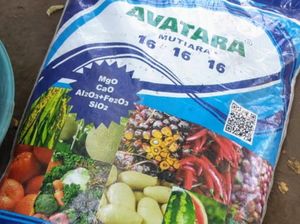 AVATARA®
MUTIARA®
16 16 16
MgO
CaO
Al2O3+Fe2O3
SiO2